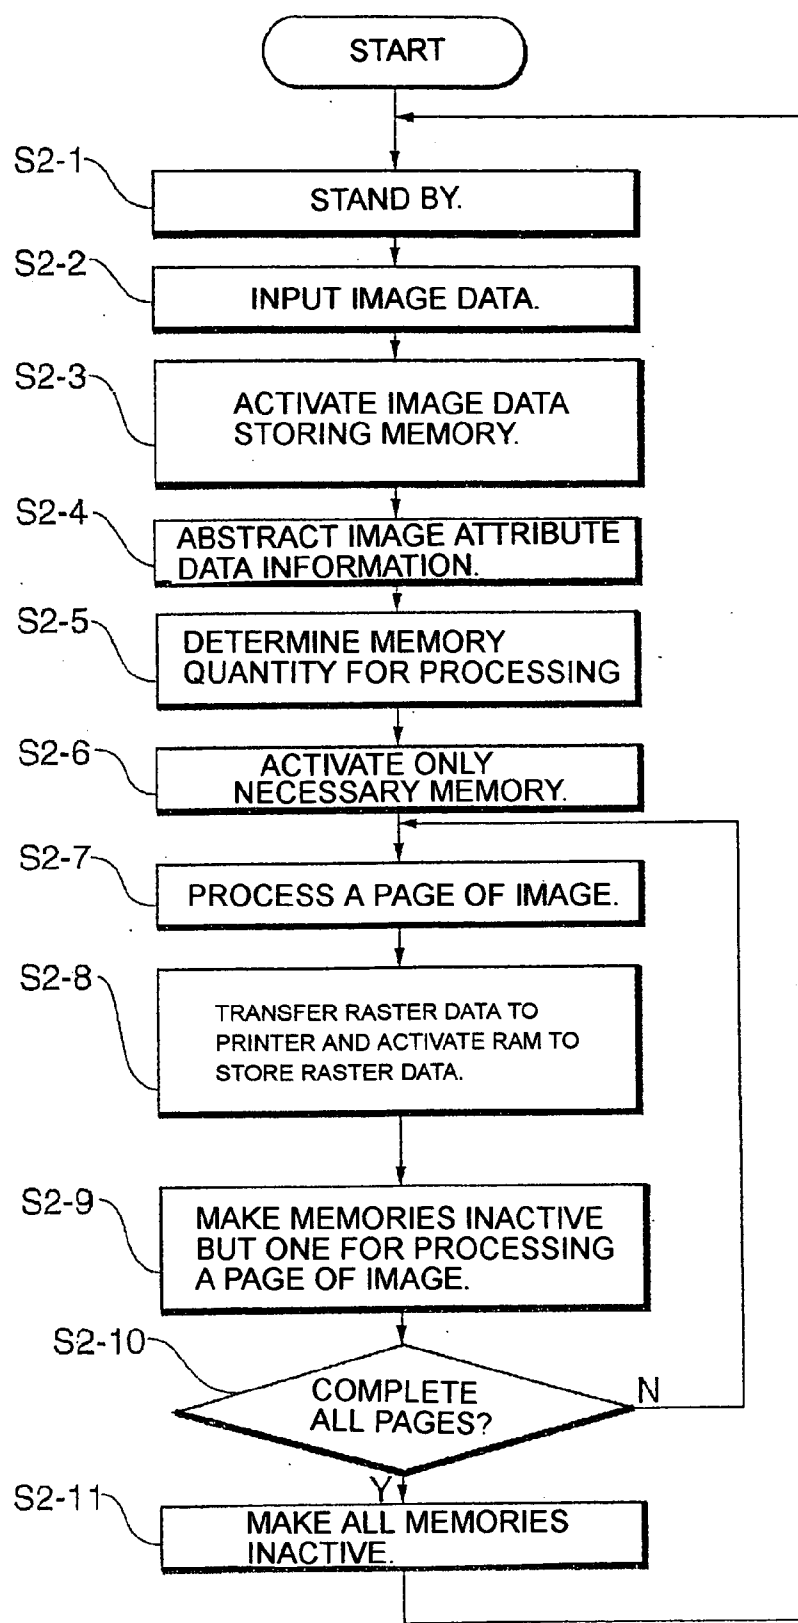 START
S2-1
STAND BY.
S2-2
INPUT IMAGE DATA.
S2-3
ACTIVATE IMAGE DATA
STORING MEMORY.
S2-4
ABSTRACT IMAGE ATTRIBUTE
DATA INFORMATION.
S2-5
DETERMINE MEMORY
QUANTITY FOR PROCESSING
S2-6
ACTIVATE ONLY
NECESSARY MEMORY.
S2-7
PROCESS A PAGE OF IMAGE.
S2-8
TRANSFER RASTER DATA TO
PRINTER AND ACTIVATE RAM TO
STORE RASTER DATA.
S2-9
MAKE MEMORIES INACTIVE
BUT ONE FOR PROCESSING
A PAGE OF IMAGE.
S2-10
COMPLETE
ALL PAGES?
N
Y
S2-11
MAKE ALL MEMORIES
INACTIVE.